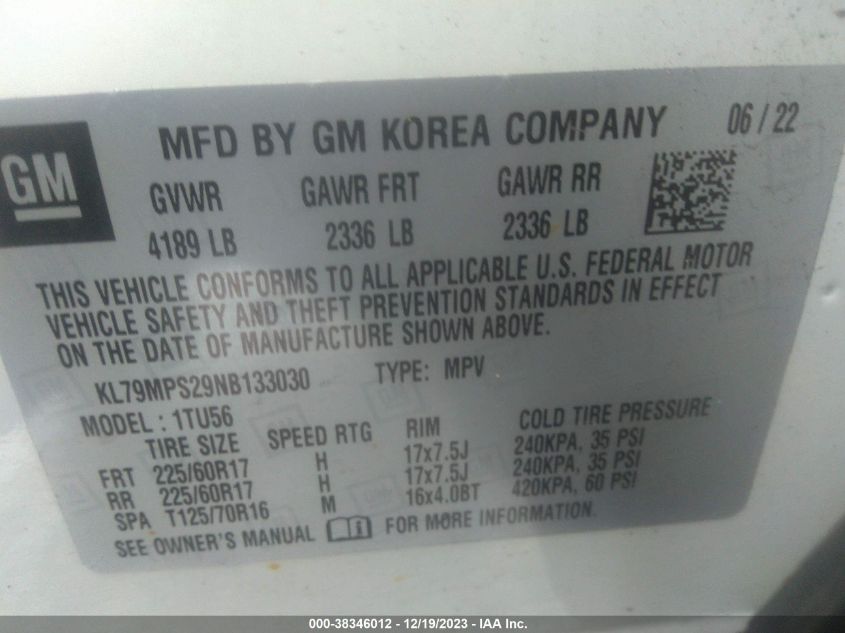 GM
MFD BY GM KOREA COMPANY 06 / 22
GVWR GAWR FRT GAWR RR
4189 LB 2336 LB 2336 LB
THIS VEHICLE CONFORMS TO ALL APPLICABLE U.S. FEDERAL MOTOR
VEHICLE SAFETY AND THEFT PREVENTION STANDARDS IN EFFECT
ON THE DATE OF MANUFACTURE SHOWN ABOVE.
KL79MPS29NB133030 TYPE: MPV
MODEL : 1TU56
TIRE SIZE SPEED RTG RIM COLD TIRE PRESSURE
FRT 225/60R17 H 17x7.5J 240KPA, 35 PSI
RR 225/60R17 H 17x7.5J 240KPA, 35 PSI
SPA T125/70R16 M 16x4.0BT 420KPA, 60 PSI
SEE OWNER'S MANUAL FOR MORE INFORMATION.
000-38346012 - 12/19/2023 - IAA Inc.